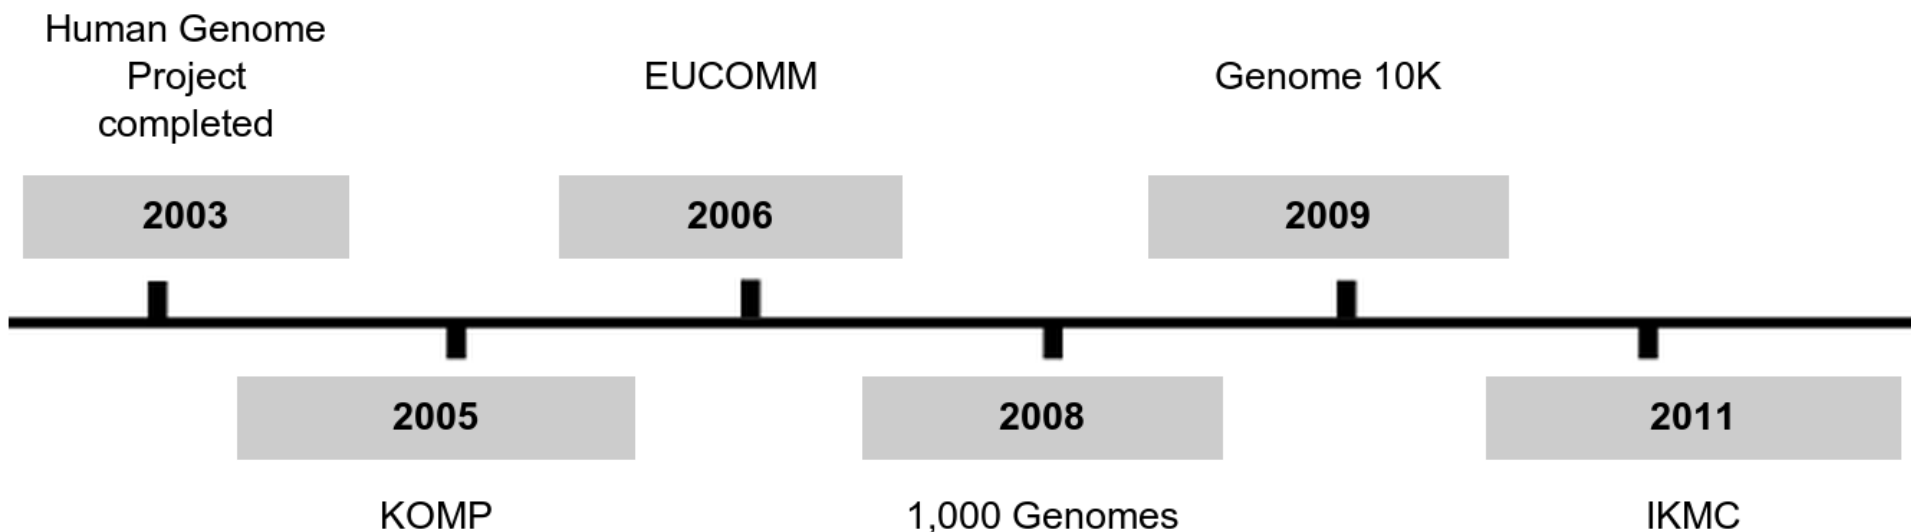 Human Genome
Project
completed
EUCOMM
Genome 10K
2003
2006
2009
2005
2008
2011
KOMP
1,000 Genomes
IKMC